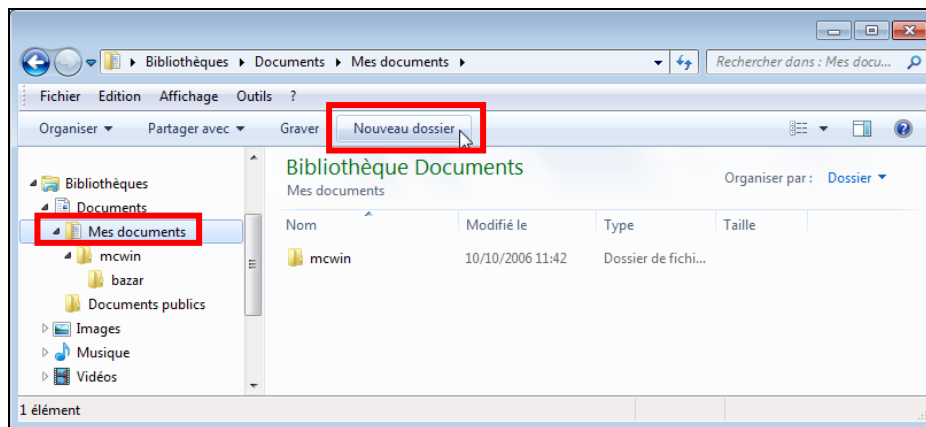 Bibliothèques Documents Mes documents
Rechercher dans : Mes docu...
Fichier Edition Affichage Outils ?
Organiser Partager avec Graver Nouveau dossier
Bibliothèques
Documents
Mes documents
mcwin
bazar
Documents publics
Images
Musique
Vidéos
Bibliothèque Documents
Mes documents
Organiser par : Dossier
Nom Modifié le Type Taille
mcwin 10/10/2006 11:42 Dossier de fichi...
1 élément